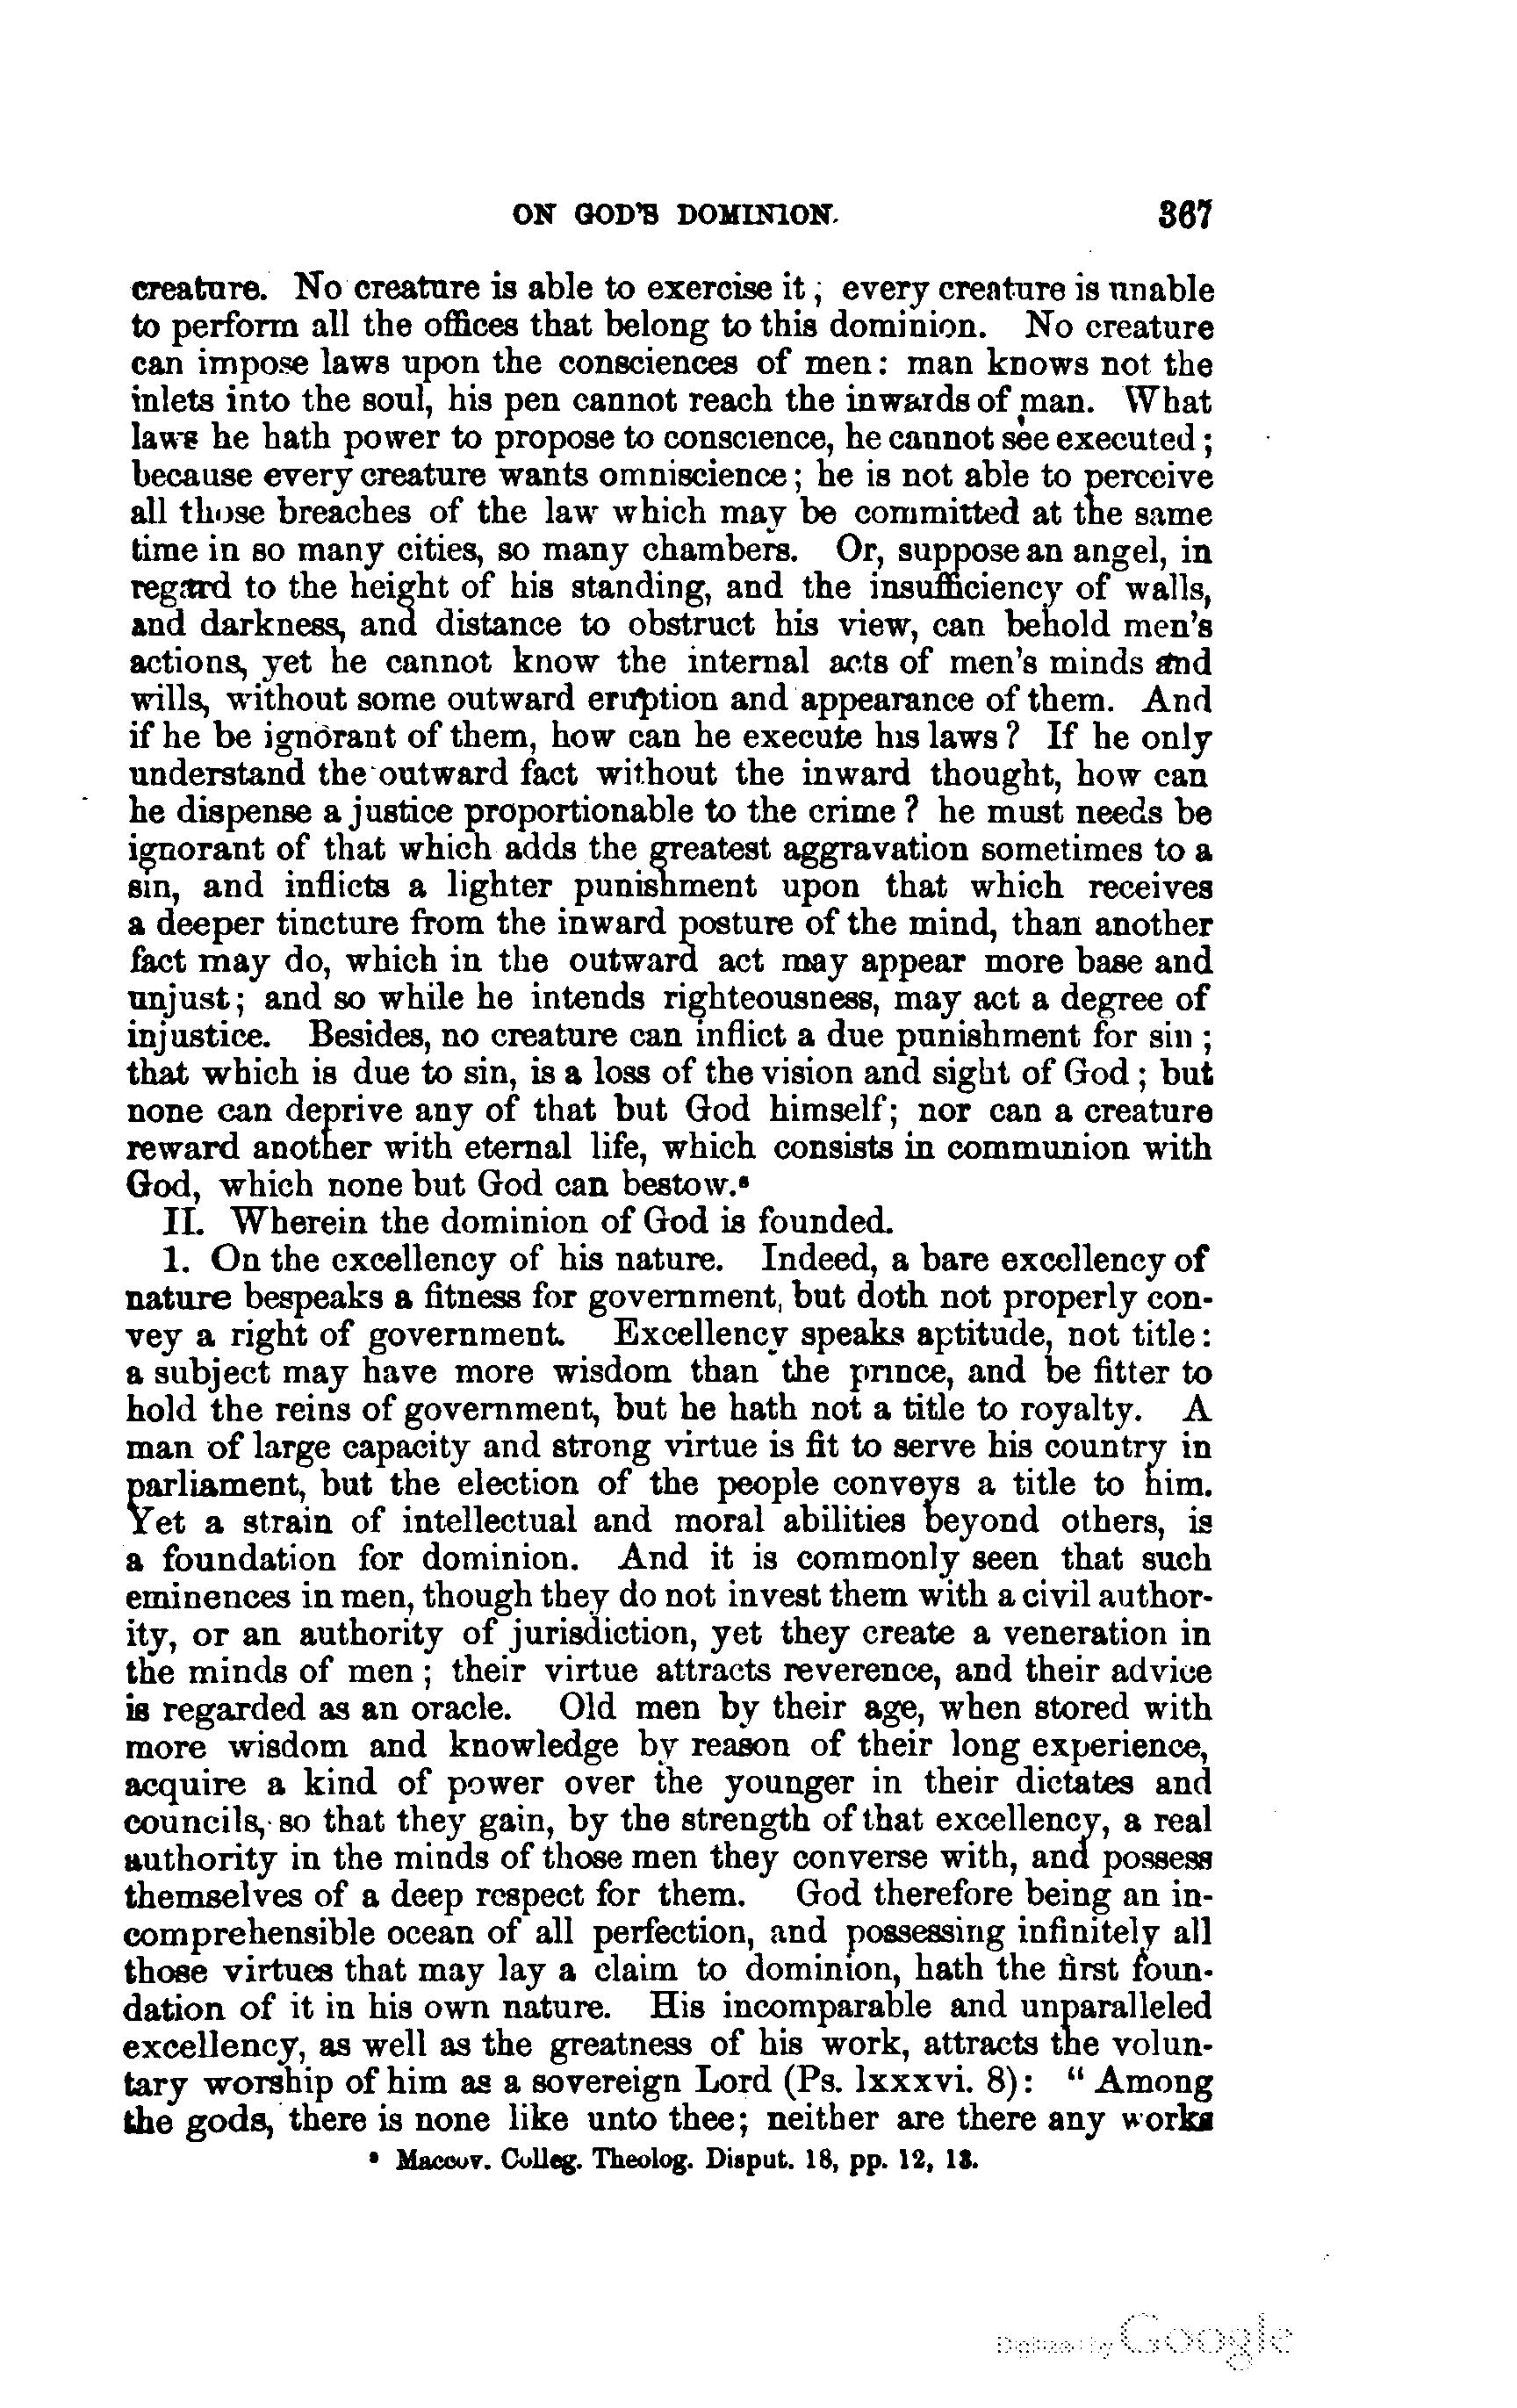 ON GOD'S DOMINION. 367
creature. No creature is able to exercise it; every creature is unable
to perform all the offices that belong to this dominion. No creature
can impose laws upon the consciences of men: man knows not the
inlets into the soul, his pen cannot reach the inwards of man. What
laws he hath power to propose to conscience, he cannot see executed;
because every creature wants omniscience; he is not able to perceive
all those breaches of the law which may be committed at the same
time in so many cities, so many chambers. Or, suppose an angel, in
regard to the height of his standing, and the insufficiency of walls,
and darkness, and distance to obstruct his view, can behold men's
actions, yet he cannot know the internal acts of men's minds and
wills, without some outward eruption and appearance of them. And
if he be ignorant of them, how can he execute his laws? If he only
understand the outward fact without the inward thought, how can
he dispense a justice proportionable to the crime? he must needs be
ignorant of that which adds the greatest aggravation sometimes to a
sin, and inflicts a lighter punishment upon that which receives
a deeper tincture from the inward posture of the mind, than another
fact may do, which in the outward act may appear more base and
unjust; and so while he intends righteousness, may act a degree of
injustice. Besides, no creature can inflict a due punishment for sin;
that which is due to sin, is a loss of the vision and sight of God; but
none can deprive any of that but God himself; nor can a creature
reward another with eternal life, which consists in communion with
God, which none but God can bestow.s
II. Wherein the dominion of God is founded.
1. On the excellency of his nature. Indeed, a bare excellency of
nature bespeaks a fitness for government, but doth not properly con-
vey a right of government. Excellency speaks aptitude, not title:
a subject may have more wisdom than the prince, and be fitter to
hold the reins of government, but he hath not a title to royalty. A
man of large capacity and strong virtue is fit to serve his country in
parliament, but the election of the people conveys a title to him.
Yet a strain of intellectual and moral abilities beyond others, is
a foundation for dominion. And it is commonly seen that such
eminences in men, though they do not invest them with a civil author-
ity, or an authority of jurisdiction, yet they create a veneration in
the minds of men; their virtue attracts reverence, and their advice
is regarded as an oracle. Old men by their age, when stored with
more wisdom and knowledge by reason of their long experience,
acquire a kind of power over the younger in their dictates and
councils, so that they gain, by the strength of that excellency, a real
authority in the minds of those men they converse with, and possess
themselves of a deep respect for them. God therefore being an in-
comprehensible ocean of all perfection, and possessing infinitely all
those virtues that may lay a claim to dominion, hath the first foun-
dation of it in his own nature. His incomparable and unparalleled
excellency, as well as the greatness of his work, attracts the volun-
tary worship of him as a sovereign Lord (Ps. lxxxvi. 8): "Among
the gods, there is none like unto thee; neither are there any works
s Maccov. Colleg. Theolog. Disput. 18, pp. 12, 13.
Digitized by Google